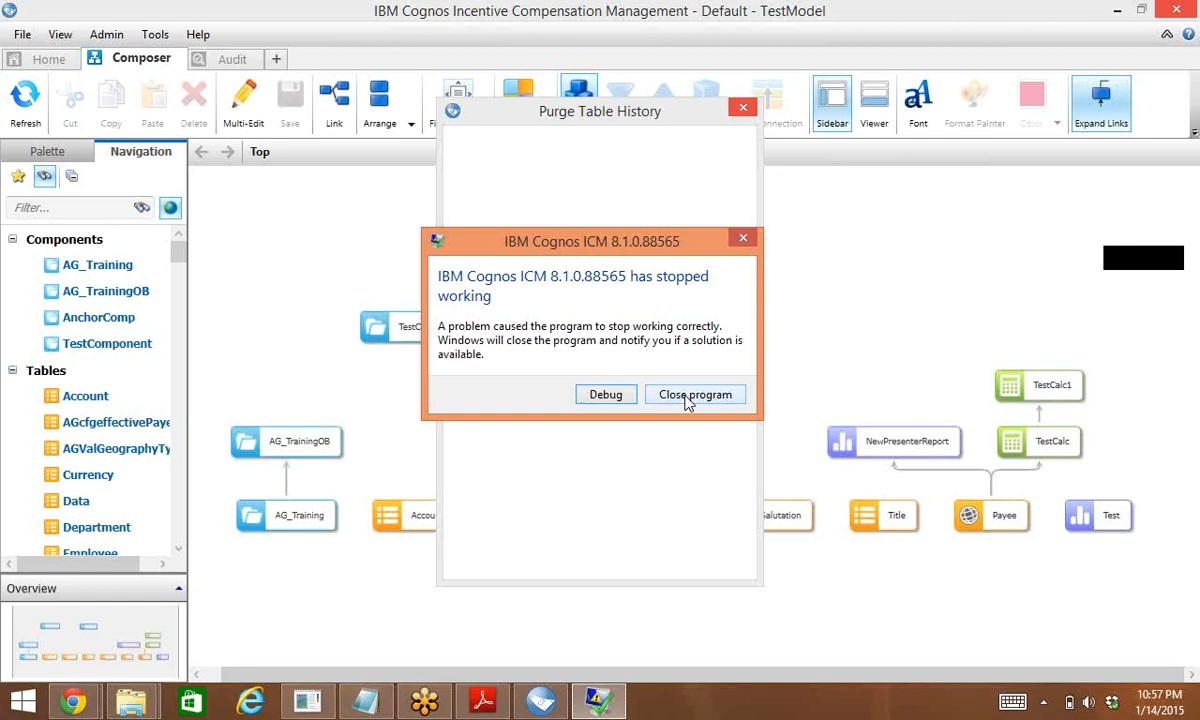 IBM Cognos Incentive Compensation Management - Default - TestModel
File View Admin Tools Help
Home Composer Audit +
Refresh Cut Copy Paste Delete Multi-Edit Save Link Arrange Sidebar Viewer Font Format Painter Color Expand Links
Purge Table History
Palette Navigation Top
Filter...
Components
AG_Training
AG_TrainingOB
AnchorComp
TestComponent
Tables
Account
AGcfgeffectivePaye
AGValGeographyTy
Currency
Data
Department
Employee
Overview
IBM Cognos ICM 8.1.0.88565
IBM Cognos ICM 8.1.0.88565 has stopped
working
A problem caused the program to stop working correctly.
Windows will close the program and notify you if a solution is
available.
Debug Close program
TestC
TestCalc1
AG_TrainingOB NewPresenterReport TestCalc
AG_Training Accou Salutation Title Payee Test
10:57 PM
1/14/2015